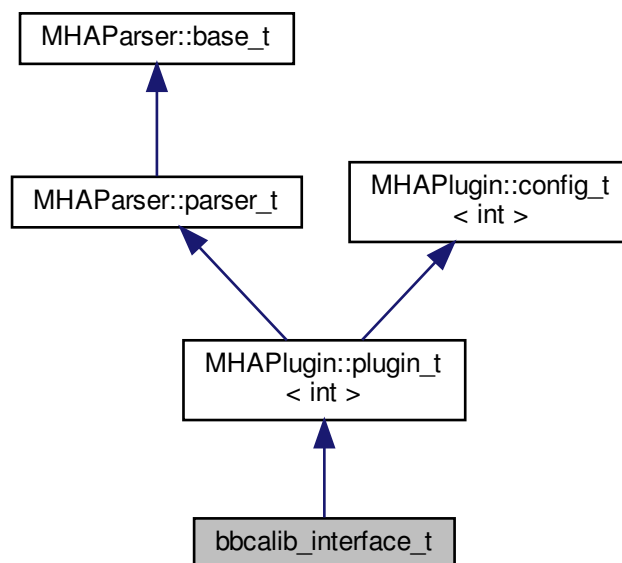 MHAParser::base_t
MHAParser::parser_t
MHAPlugin::config_t
< int >
MHAPlugin::plugin_t
< int >
bbcalib_interface_t